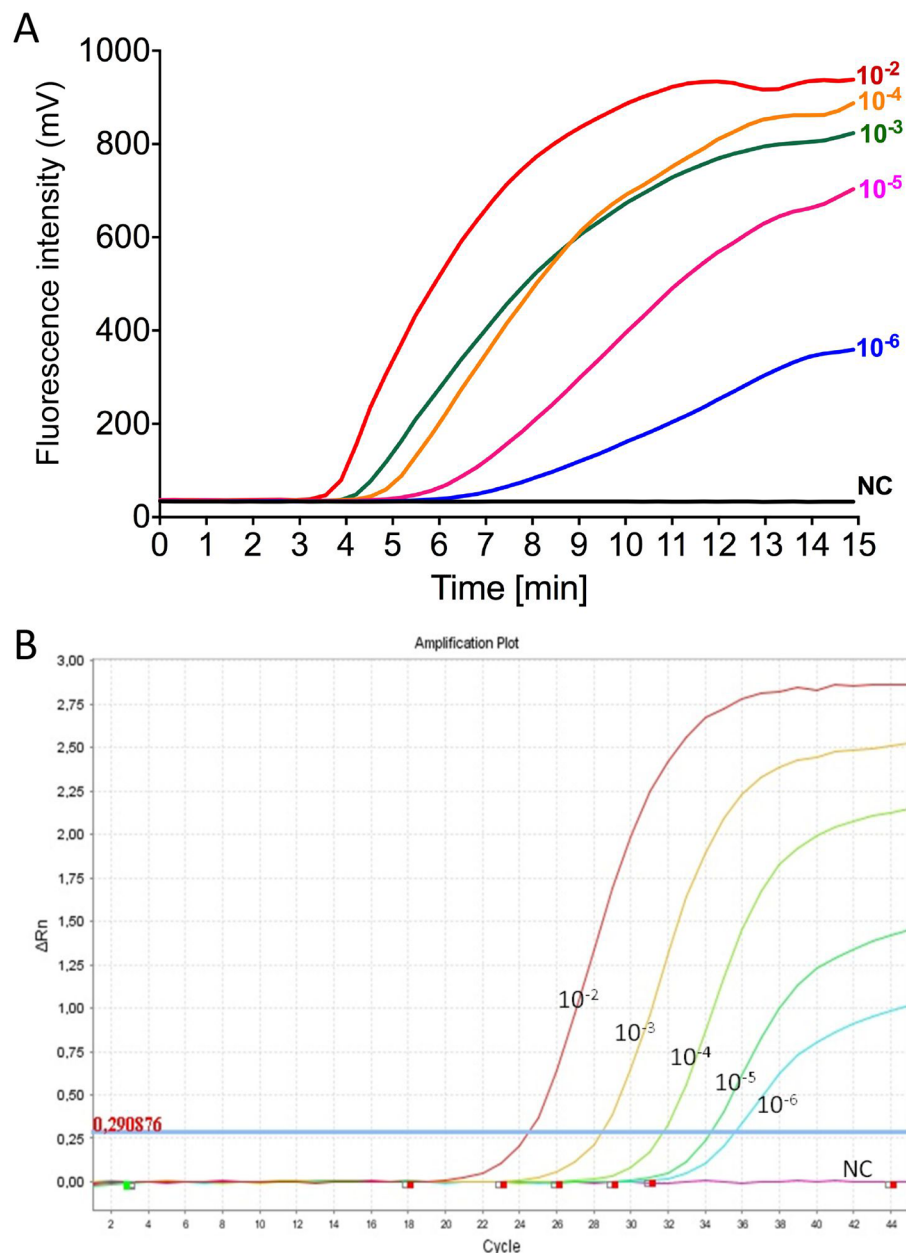 A
Fluorescence intensity (mV)
1000
800
600
400
200
0
10⁻²
10⁻⁴
10⁻³
10⁻⁵
10⁻⁶
NC
0 1 2 3 4 5 6 7 8 9 10 11 12 13 14 15
Time [min]
B
Amplification Plot
ΔRn
3,00
2,75
2,50
2,25
2,00
1,75
1,50
1,25
1,00
0,75
0,50
0,25
0,00
0,290876
10⁻²
10⁻³
10⁻⁴
10⁻⁵
10⁻⁶
NC
2 4 6 8 10 12 14 16 18 20 22 24 26 28 30 32 34 36 38 40 42 44
Cycle